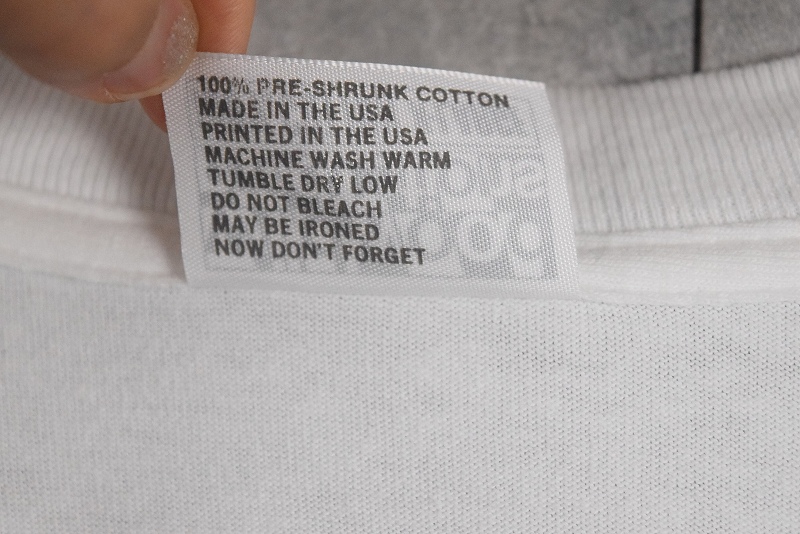 100% PRE-SHRUNK COTTON
MADE IN THE USA
PRINTED IN THE USA
MACHINE WASH WARM
TUMBLE DRY LOW
DO NOT BLEACH
MAY BE IRONED
NOW DON'T FORGET